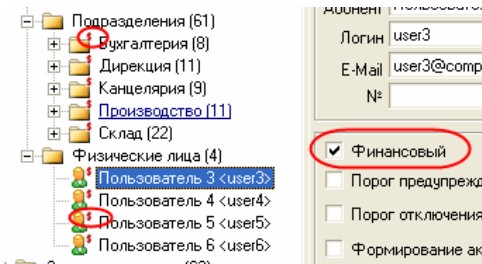 Подразделения (61)
Бухгалтерия (8)
Дирекция (11)
Канцелярия (9)
Производство (11)
Склад (22)
Физические лица (4)
Пользователь 3 <user3>
Пользователь 4 <user4>
Пользователь 5 <user5>
Пользователь 6 <user6>
Абонент
Логин user3
E-Mail user3@comp
№
Финансовый
Порог предупрежд
Порог отключения
Формирование ак